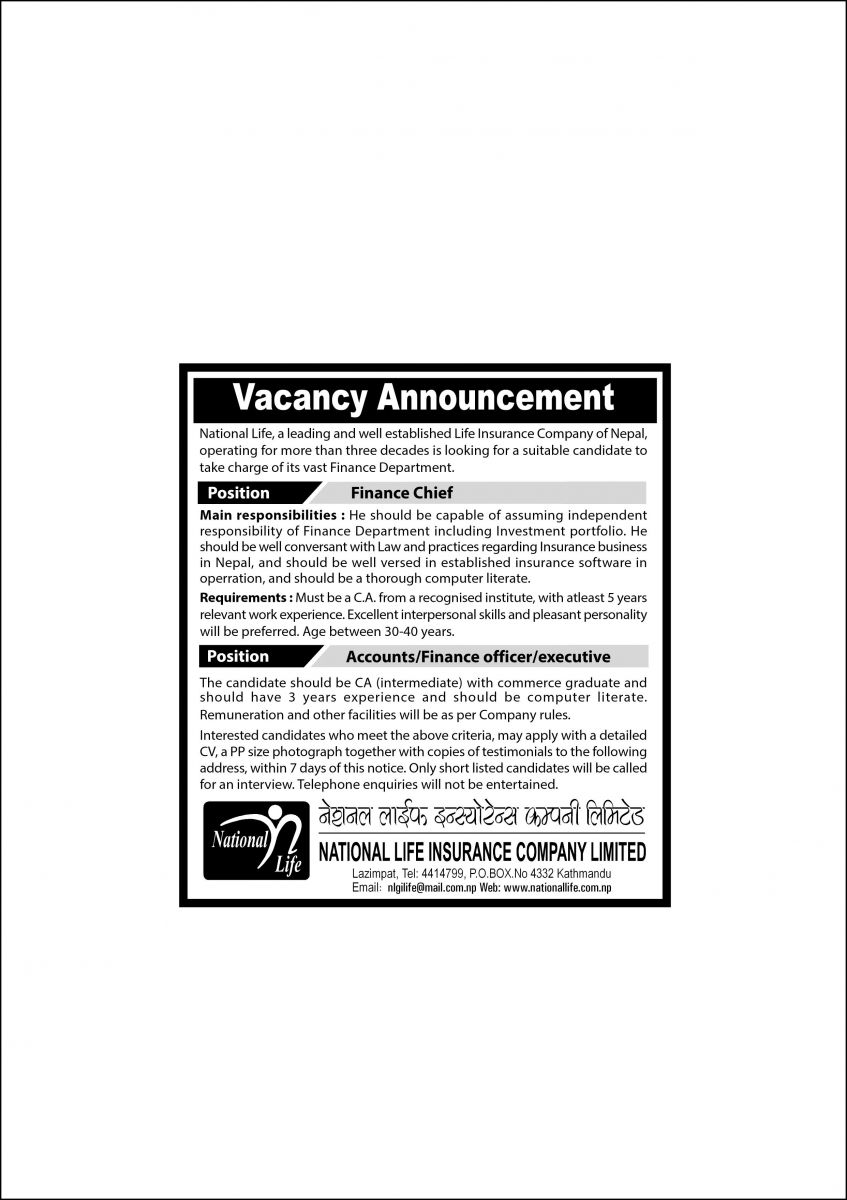 Vacancy Announcement
National Life, a leading and well established Life Insurance Company of Nepal,
operating for more than three decades is looking for a suitable candidate to
take charge of its vast Finance Department.
Position Finance Chief
Main responsibilities : He should be capable of assuming independent
responsibility of Finance Department including Investment portfolio. He
should be well conversant with Law and practices regarding Insurance business
in Nepal, and should be well versed in established insurance software in
operration, and should be a thorough computer literate.
Requirements : Must be a C.A. from a recognised institute, with atleast 5 years
relevant work experience. Excellent interpersonal skills and pleasant personality
will be preferred. Age between 30-40 years.
Position Accounts/Finance officer/executive
The candidate should be CA (intermediate) with commerce graduate and
should have 3 years experience and should be computer literate.
Remuneration and other facilities will be as per Company rules.
Interested candidates who meet the above criteria, may apply with a detailed
CV, a PP size photograph together with copies of testimonials to the following
address, within 7 days of this notice. Only short listed candidates will be called
for an interview. Telephone enquiries will not be entertained.
National
Life
नेशनल लाईफ इन्स्योरेन्स कम्पनी लिमिटेड
NATIONAL LIFE INSURANCE COMPANY LIMITED
Lazimpat, Tel: 4414799, P.O.BOX.No 4332 Kathmandu
Email: nlgilife@mail.com.np Web: www.nationallife.com.np